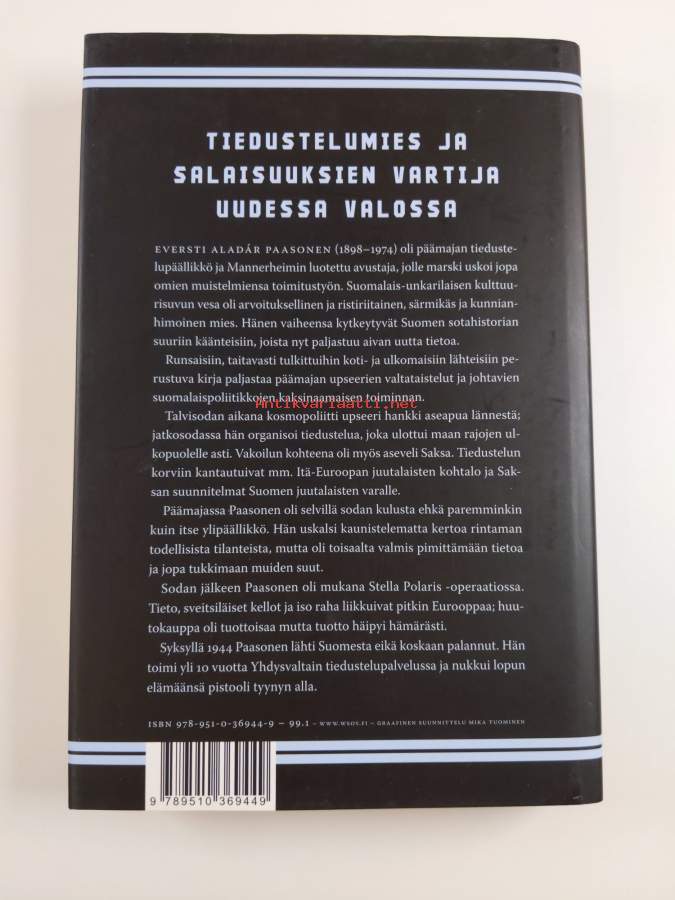 TIEDUSTELUMIES JA
SALAISUUKSIEN VARTIJA
UUDESSA VALOSSA
EVERSTI ALADÁR PAASONEN (1898–1974) oli päämajan tieduste-
lupäällikkö ja Mannerheimin luotettu avustaja, jolle marski uskoi jopa
omien muistelmiensa toimitustyön. Suomalais-unkarilaisen kulttuu-
risuvun vesa oli arvoituksellinen ja ristiriitainen, särmikäs ja kunnian-
himoinen mies. Hänen vaiheensa kytkeytyvät Suomen sotahistorian
suuriin käänteisiin, joista nyt paljastuu aivan uutta tietoa.
Runsaisiin, taitavasti tulkittuihin koti- ja ulkomaisiin lähteisiin pe-
rustuva kirja paljastaa päämajan upseerien valtataistelut ja johtavien
suomalaispoliitikkojen kaksinaamaisen toiminnan.
Antikvariaatti.net
Talvisodan aikana kosmopoliitti upseeri hankki aseapua lännestä;
jatkosodassa hän organisoi tiedustelua, joka ulottui maan rajojen ul-
kopuolelle asti. Vakoilun kohteena oli myös aseveli Saksa. Tiedustelun
korviin kantautuivat mm. Itä-Euroopan juutalaisten kohtalo ja Sak-
san suunnitelmat Suomen juutalaisten varalle.
Päämajassa Paasonen oli selvillä sodan kulusta ehkä paremminkin
kuin itse ylipäällikkö. Hän uskalsi kaunistelematta kertoa rintaman
todellisista tilanteista, mutta oli toisaalta valmis pimittämään tietoa
ja jopa tukkimaan muiden suut.
Sodan jälkeen Paasonen oli mukana Stella Polaris -operaatiossa.
Tieto, sveitsiläiset kellot ja iso raha liikkuivat pitkin Eurooppaa; huu-
tokauppa oli tuottoisaa mutta tuotto häipyi hämärästi.
Syksyllä 1944 Paasonen lähti Suomesta eikä koskaan palannut. Hän
toimi yli 10 vuotta Yhdysvaltain tiedustelupalvelussa ja nukkui lopun
elämäänsä pistooli tyynyn alla.
ISBN 978-951-0-36944-9 – 99.1 – WWW.WSOY.FI – GRAAFINEN SUUNNITTELU MIKA TUOMINEN
9 789510 369449